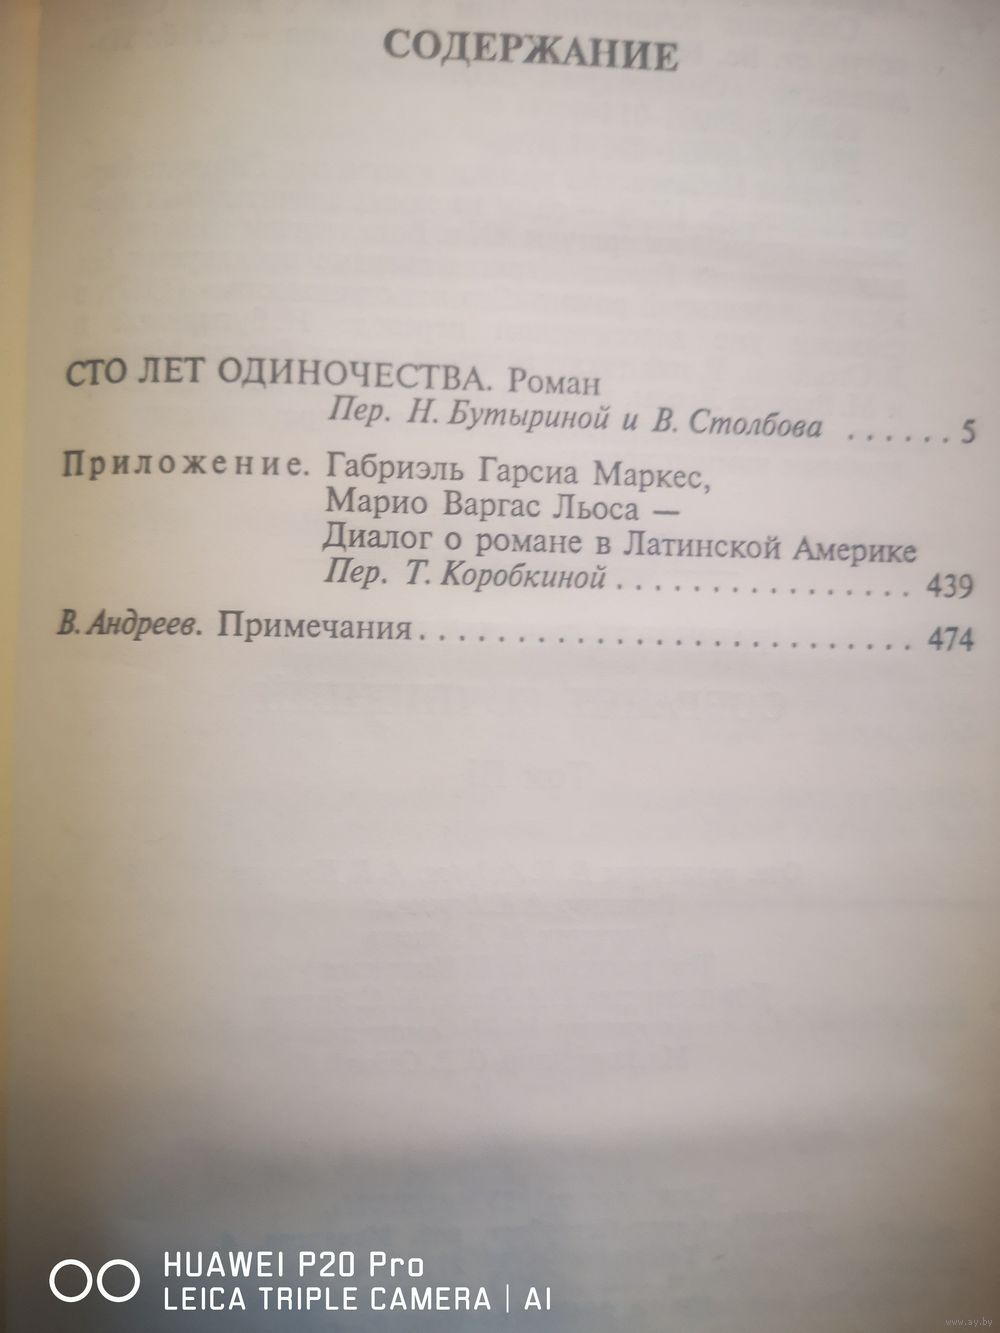 СОДЕРЖАНИЕ
СТО ЛЕТ ОДИНОЧЕСТВА. Роман
Пер. Н. Бутыриной и В. Столбова ...... 5
Приложение. Габриэль Гарсиа Маркес,
Марио Варгас Льоса —
Диалог о романе в Латинской Америке
Пер. Т. Коробкиной ................ 439
В. Андреев. Примечания .......................... 474
HUAWEI P20 Pro
LEICA TRIPLE CAMERA | AI
www.ay.by